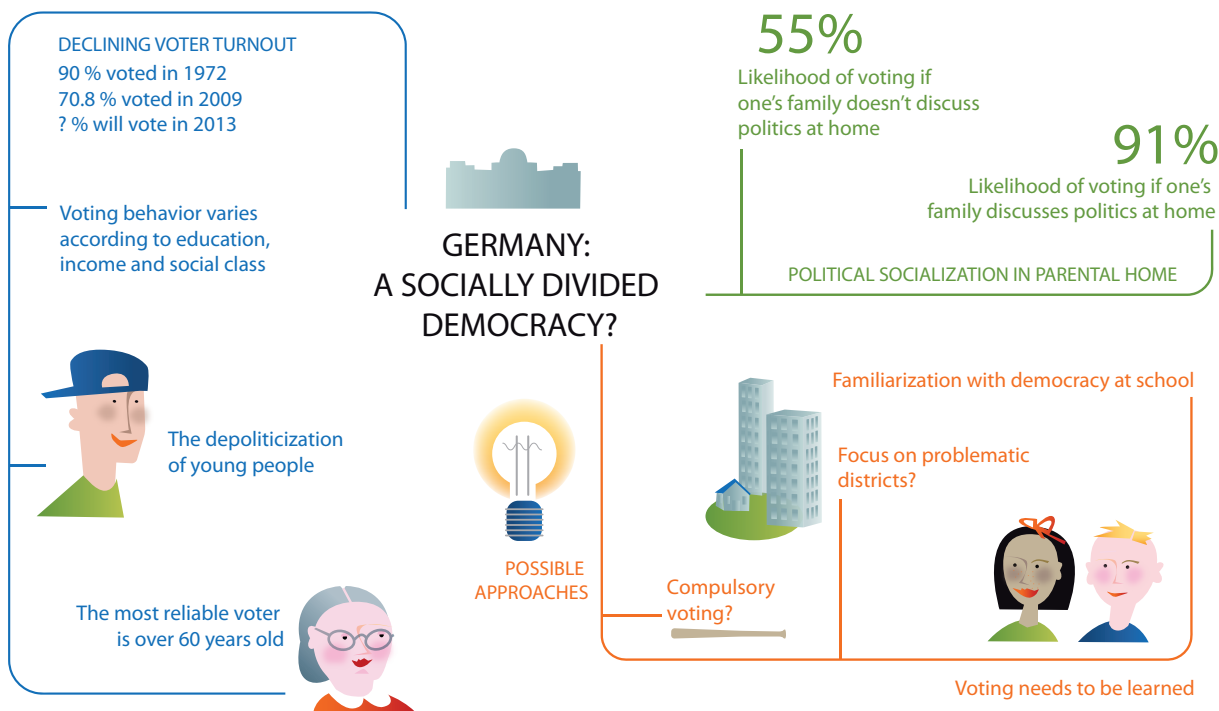 DECLINING VOTER TURNOUT
90 % voted in 1972
70.8 % voted in 2009
? % will vote in 2013
Voting behavior varies
according to education,
income and social class
The depoliticization
of young people
The most reliable voter
is over 60 years old
GERMANY:
A SOCIALLY DIVIDED
DEMOCRACY?
55%
Likelihood of voting if
one's family doesn't discuss
politics at home
91%
Likelihood of voting if one's
family discusses politics at home
POLITICAL SOCIALIZATION IN PARENTAL HOME
POSSIBLE
APPROACHES
Compulsory
voting?
Focus on problematic
districts?
Familiarization with democracy at school
Voting needs to be learned